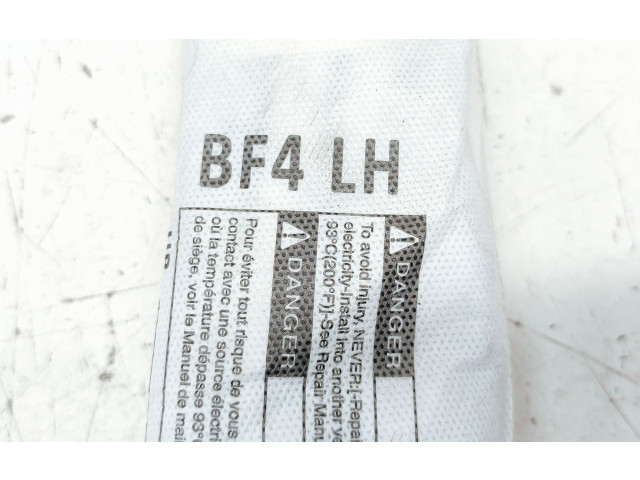 BF4 LH
DANGER
To avoid injury, NEVER:[-Repair
electricity-Install into another ve
93°C(200°F)]-See Repair Manu
DANGER
Pour éviter tout risque de vous
contact avec une source électri
où la température dépasse 93°
de siège, voir le Manuel de